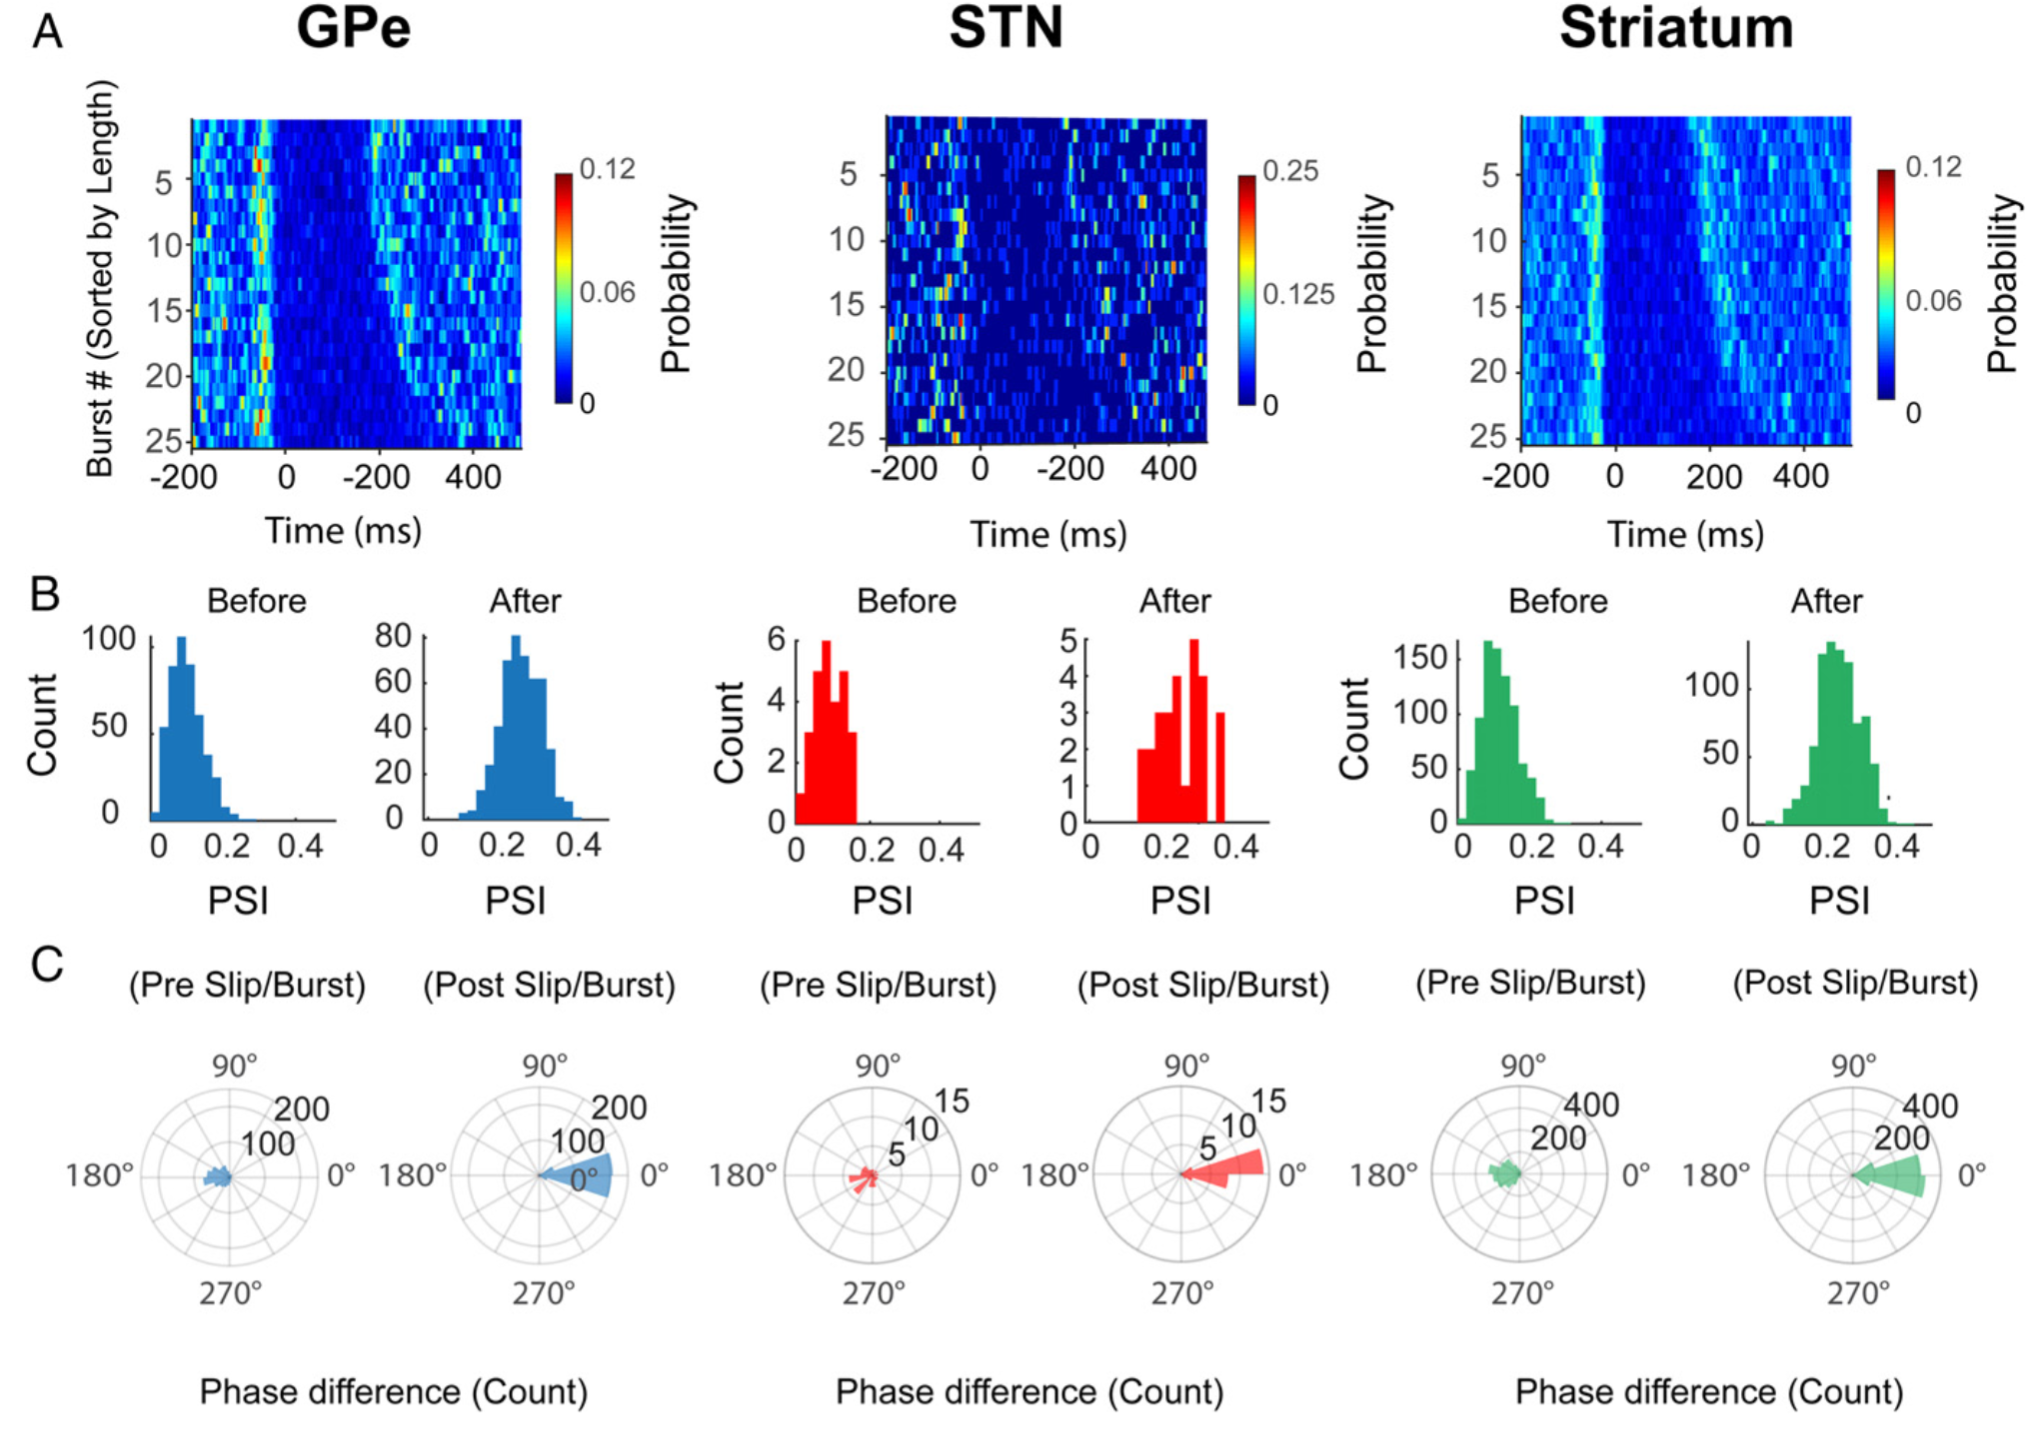 A
GPe
STN
Striatum
Burst # (Sorted by Length)
5
10
15
20
25
-200 0 -200 400
Time (ms)
0.12
0.06
0
Probability
5
10
15
20
25
-200 0 -200 400
Time (ms)
0.25
0.125
0
Probability
5
10
15
20
25
-200 0 200 400
Time (ms)
0.12
0.06
0
Probability
B
Before
Count
100
50
0
0 0.2 0.4
PSI
After
80
60
40
20
0
0 0.2 0.4
PSI
Before
Count
6
4
2
0
0 0.2 0.4
PSI
After
5
4
3
2
1
0
0 0.2 0.4
PSI
Before
Count
150
100
50
0
0 0.2 0.4
PSI
After
100
50
0
0 0.2 0.4
PSI
C
(Pre Slip/Burst)
90°
200
100
180° 0°
270°
(Post Slip/Burst)
90°
200
100
180° 0° 0°
270°
Phase difference (Count)
(Pre Slip/Burst)
90°
15
10
5
180° 0°
270°
(Post Slip/Burst)
90°
15
10
5
180° 0°
270°
Phase difference (Count)
(Pre Slip/Burst)
90°
400
200
180° 0°
270°
(Post Slip/Burst)
90°
400
200
180° 0°
270°
Phase difference (Count)